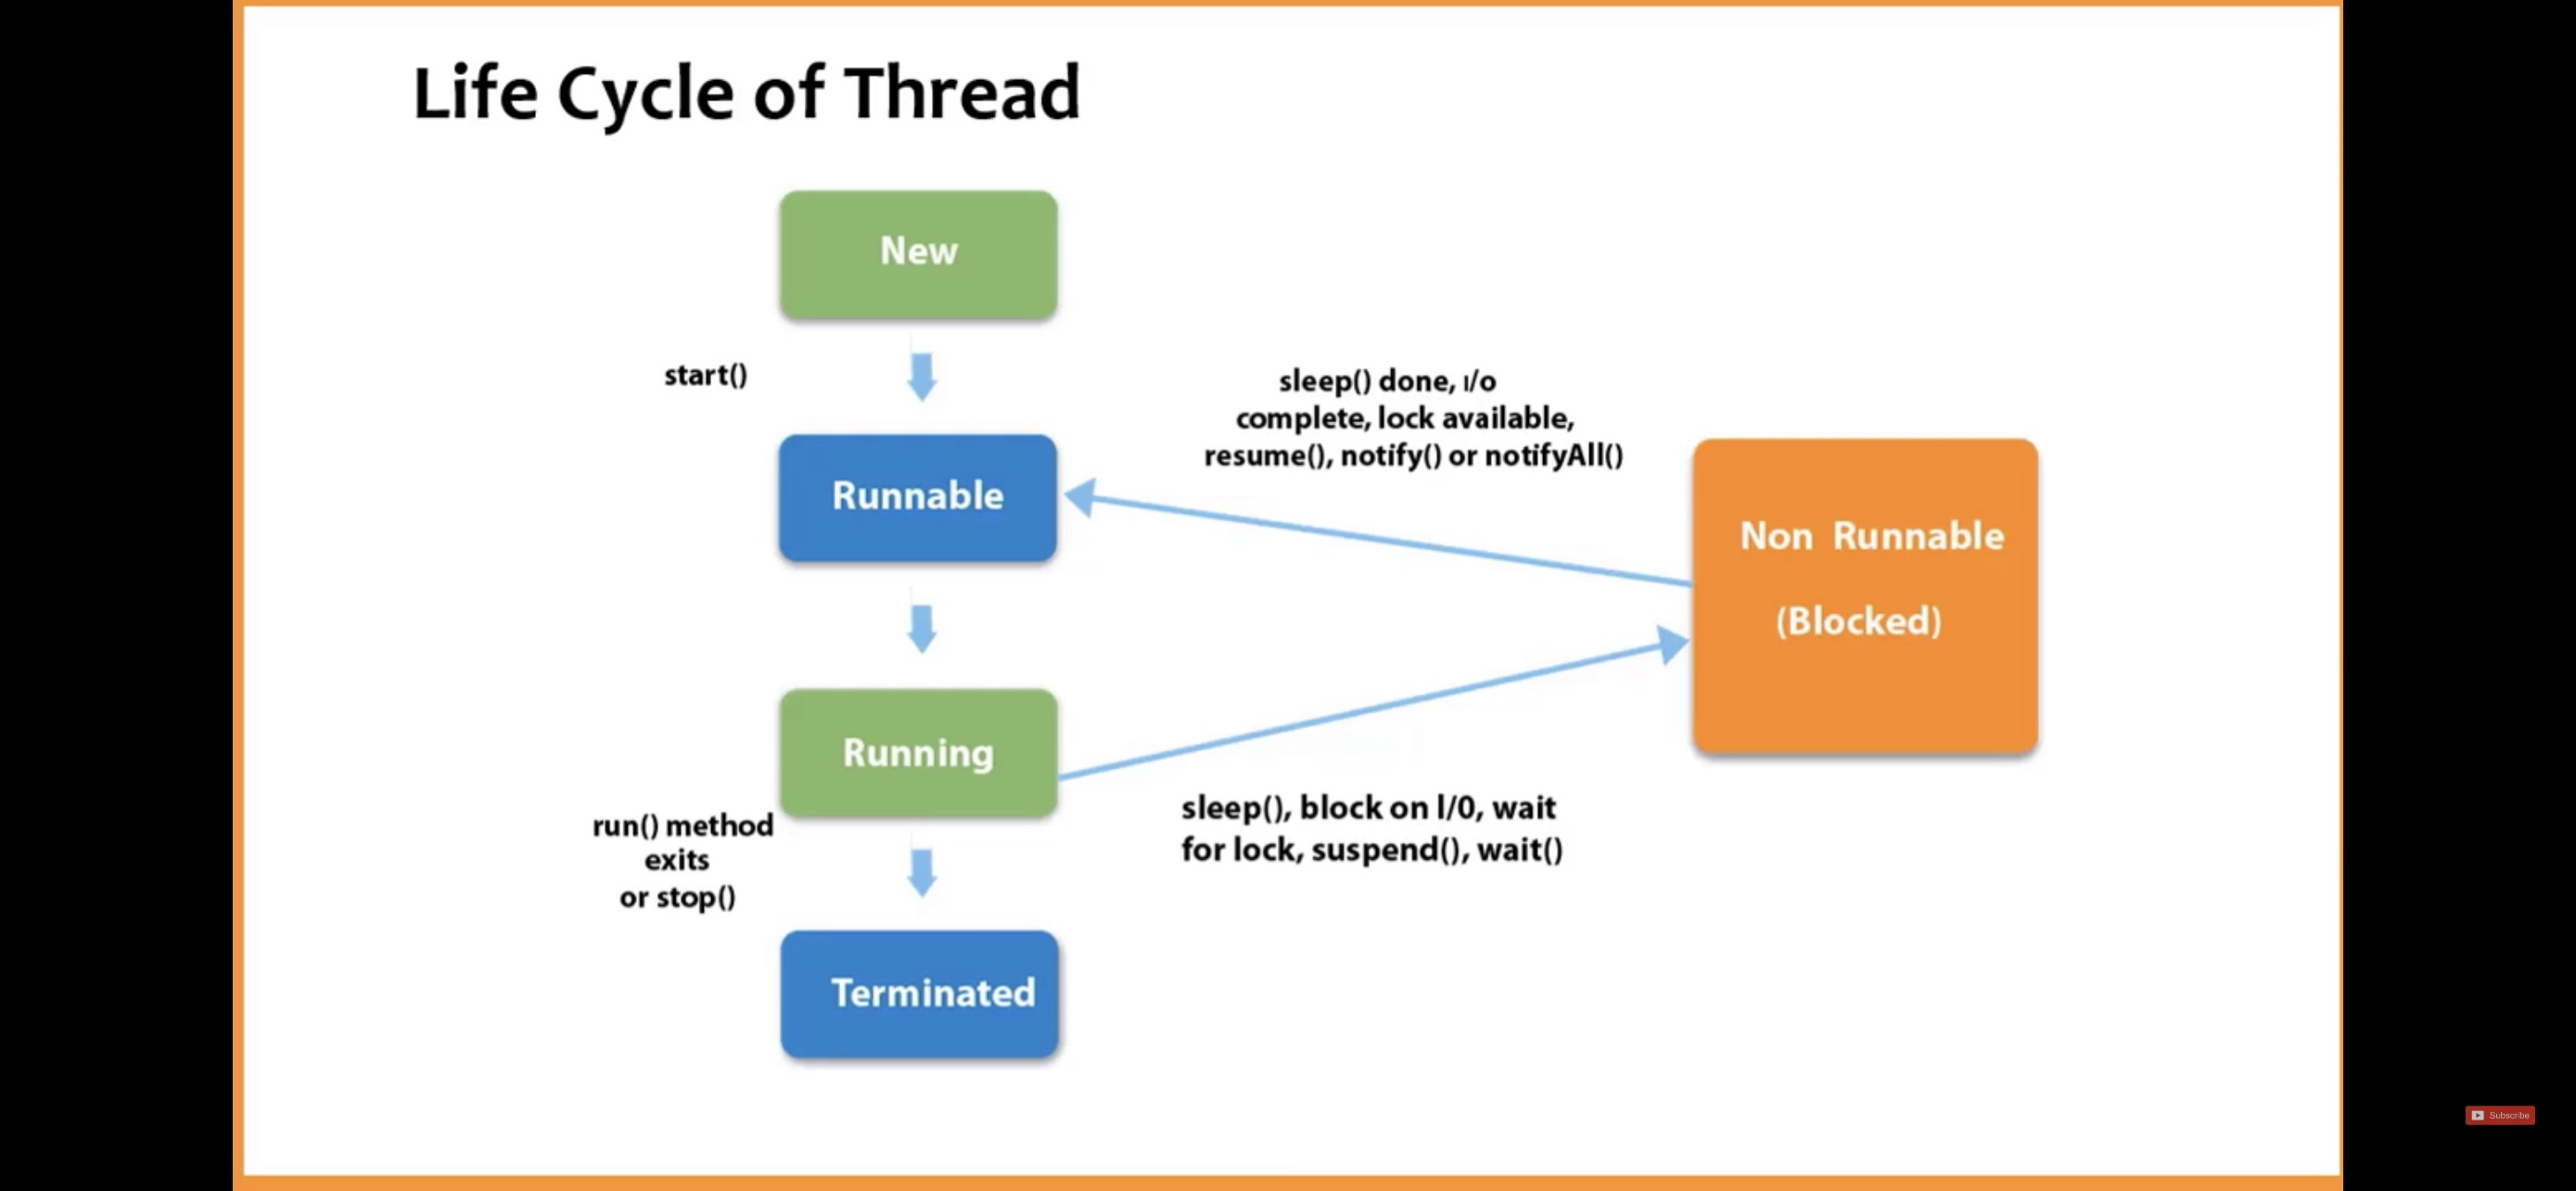 Life Cycle of Thread
New
start()
sleep() done, I/o
complete, lock available,
resume(), notify() or notifyAll()
Runnable
Non Runnable
(Blocked)
Running
run() method
exits
or stop()
sleep(), block on l/0, wait
for lock, suspend(), wait()
Terminated
Subscribe